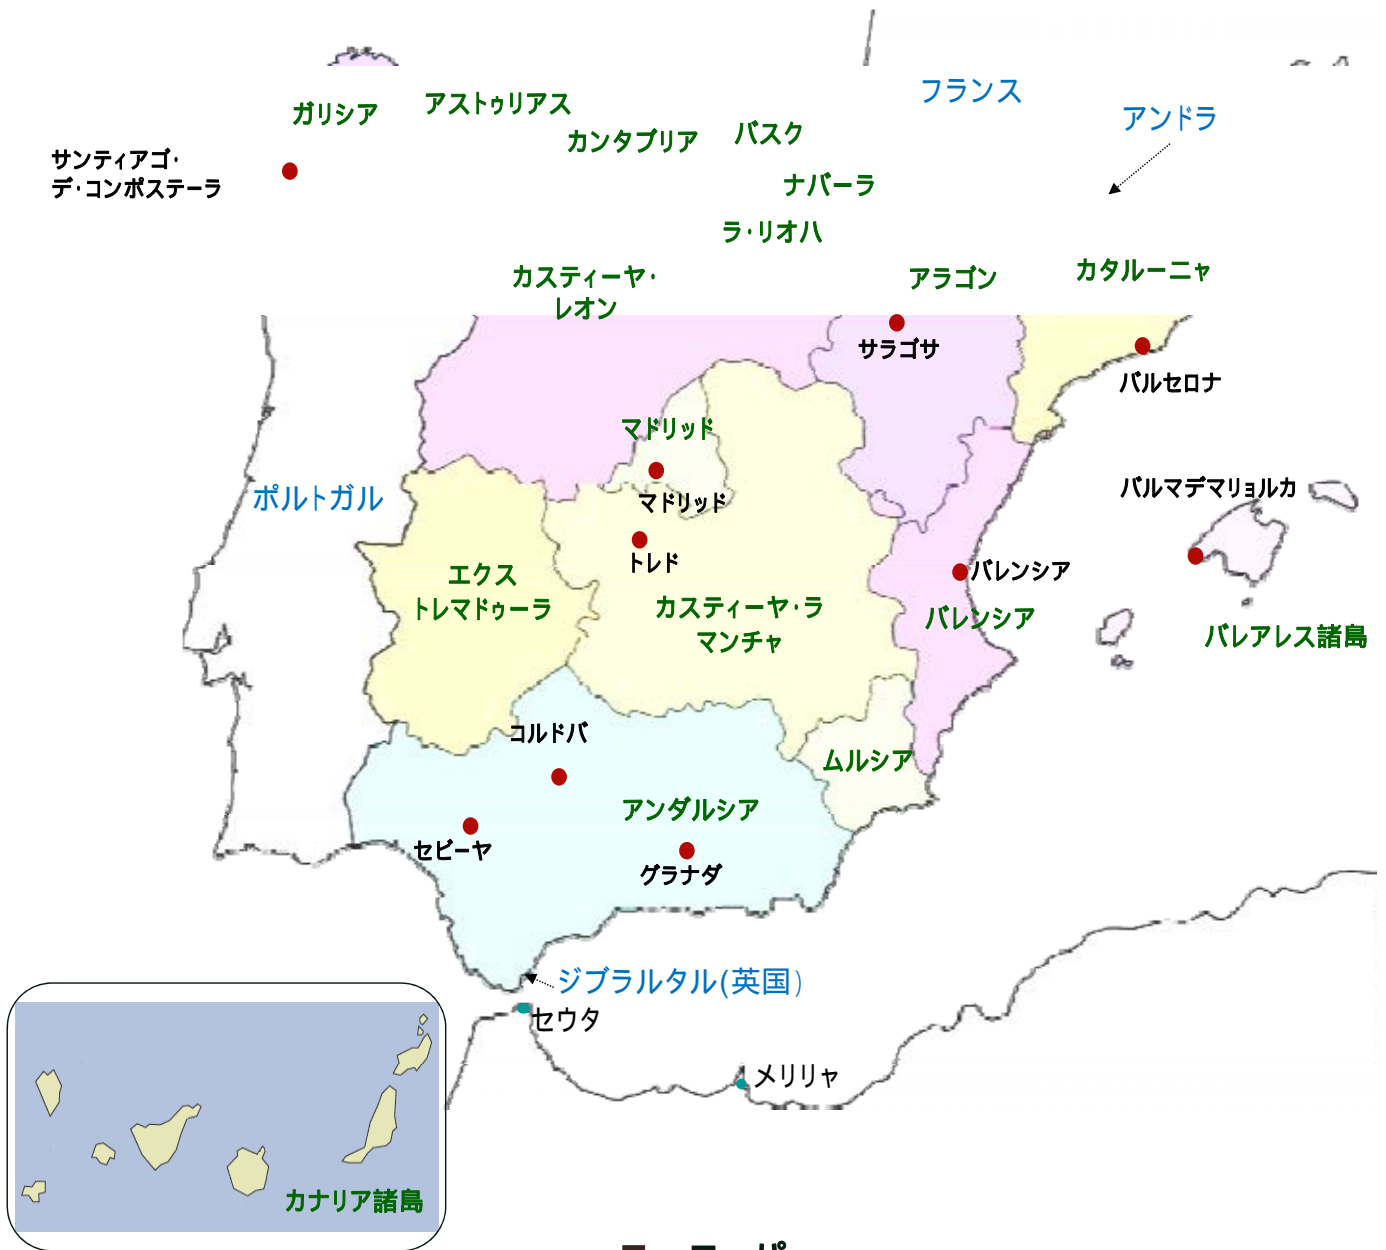 フランス
アンドラ
ガリシア
アストゥリアス
カンタブリア
バスク
サンティアゴ・
デ・コンポステーラ
ナバーラ
ラ・リオハ
カスティーヤ・
レオン
アラゴン
カタルーニャ
サラゴサ
バルセロナ
マドリッド
マドリッド
ポルトガル
パルマデマリョルカ
トレド
バレンシア
エクス
トレマドゥーラ
カスティーヤ・ラ
マンチャ
バレンシア
バレアレス諸島
コルドバ
ムルシア
アンダルシア
セビーヤ
グラナダ
ジブラルタル(英国)
セウタ
メリリャ
カナリア諸島